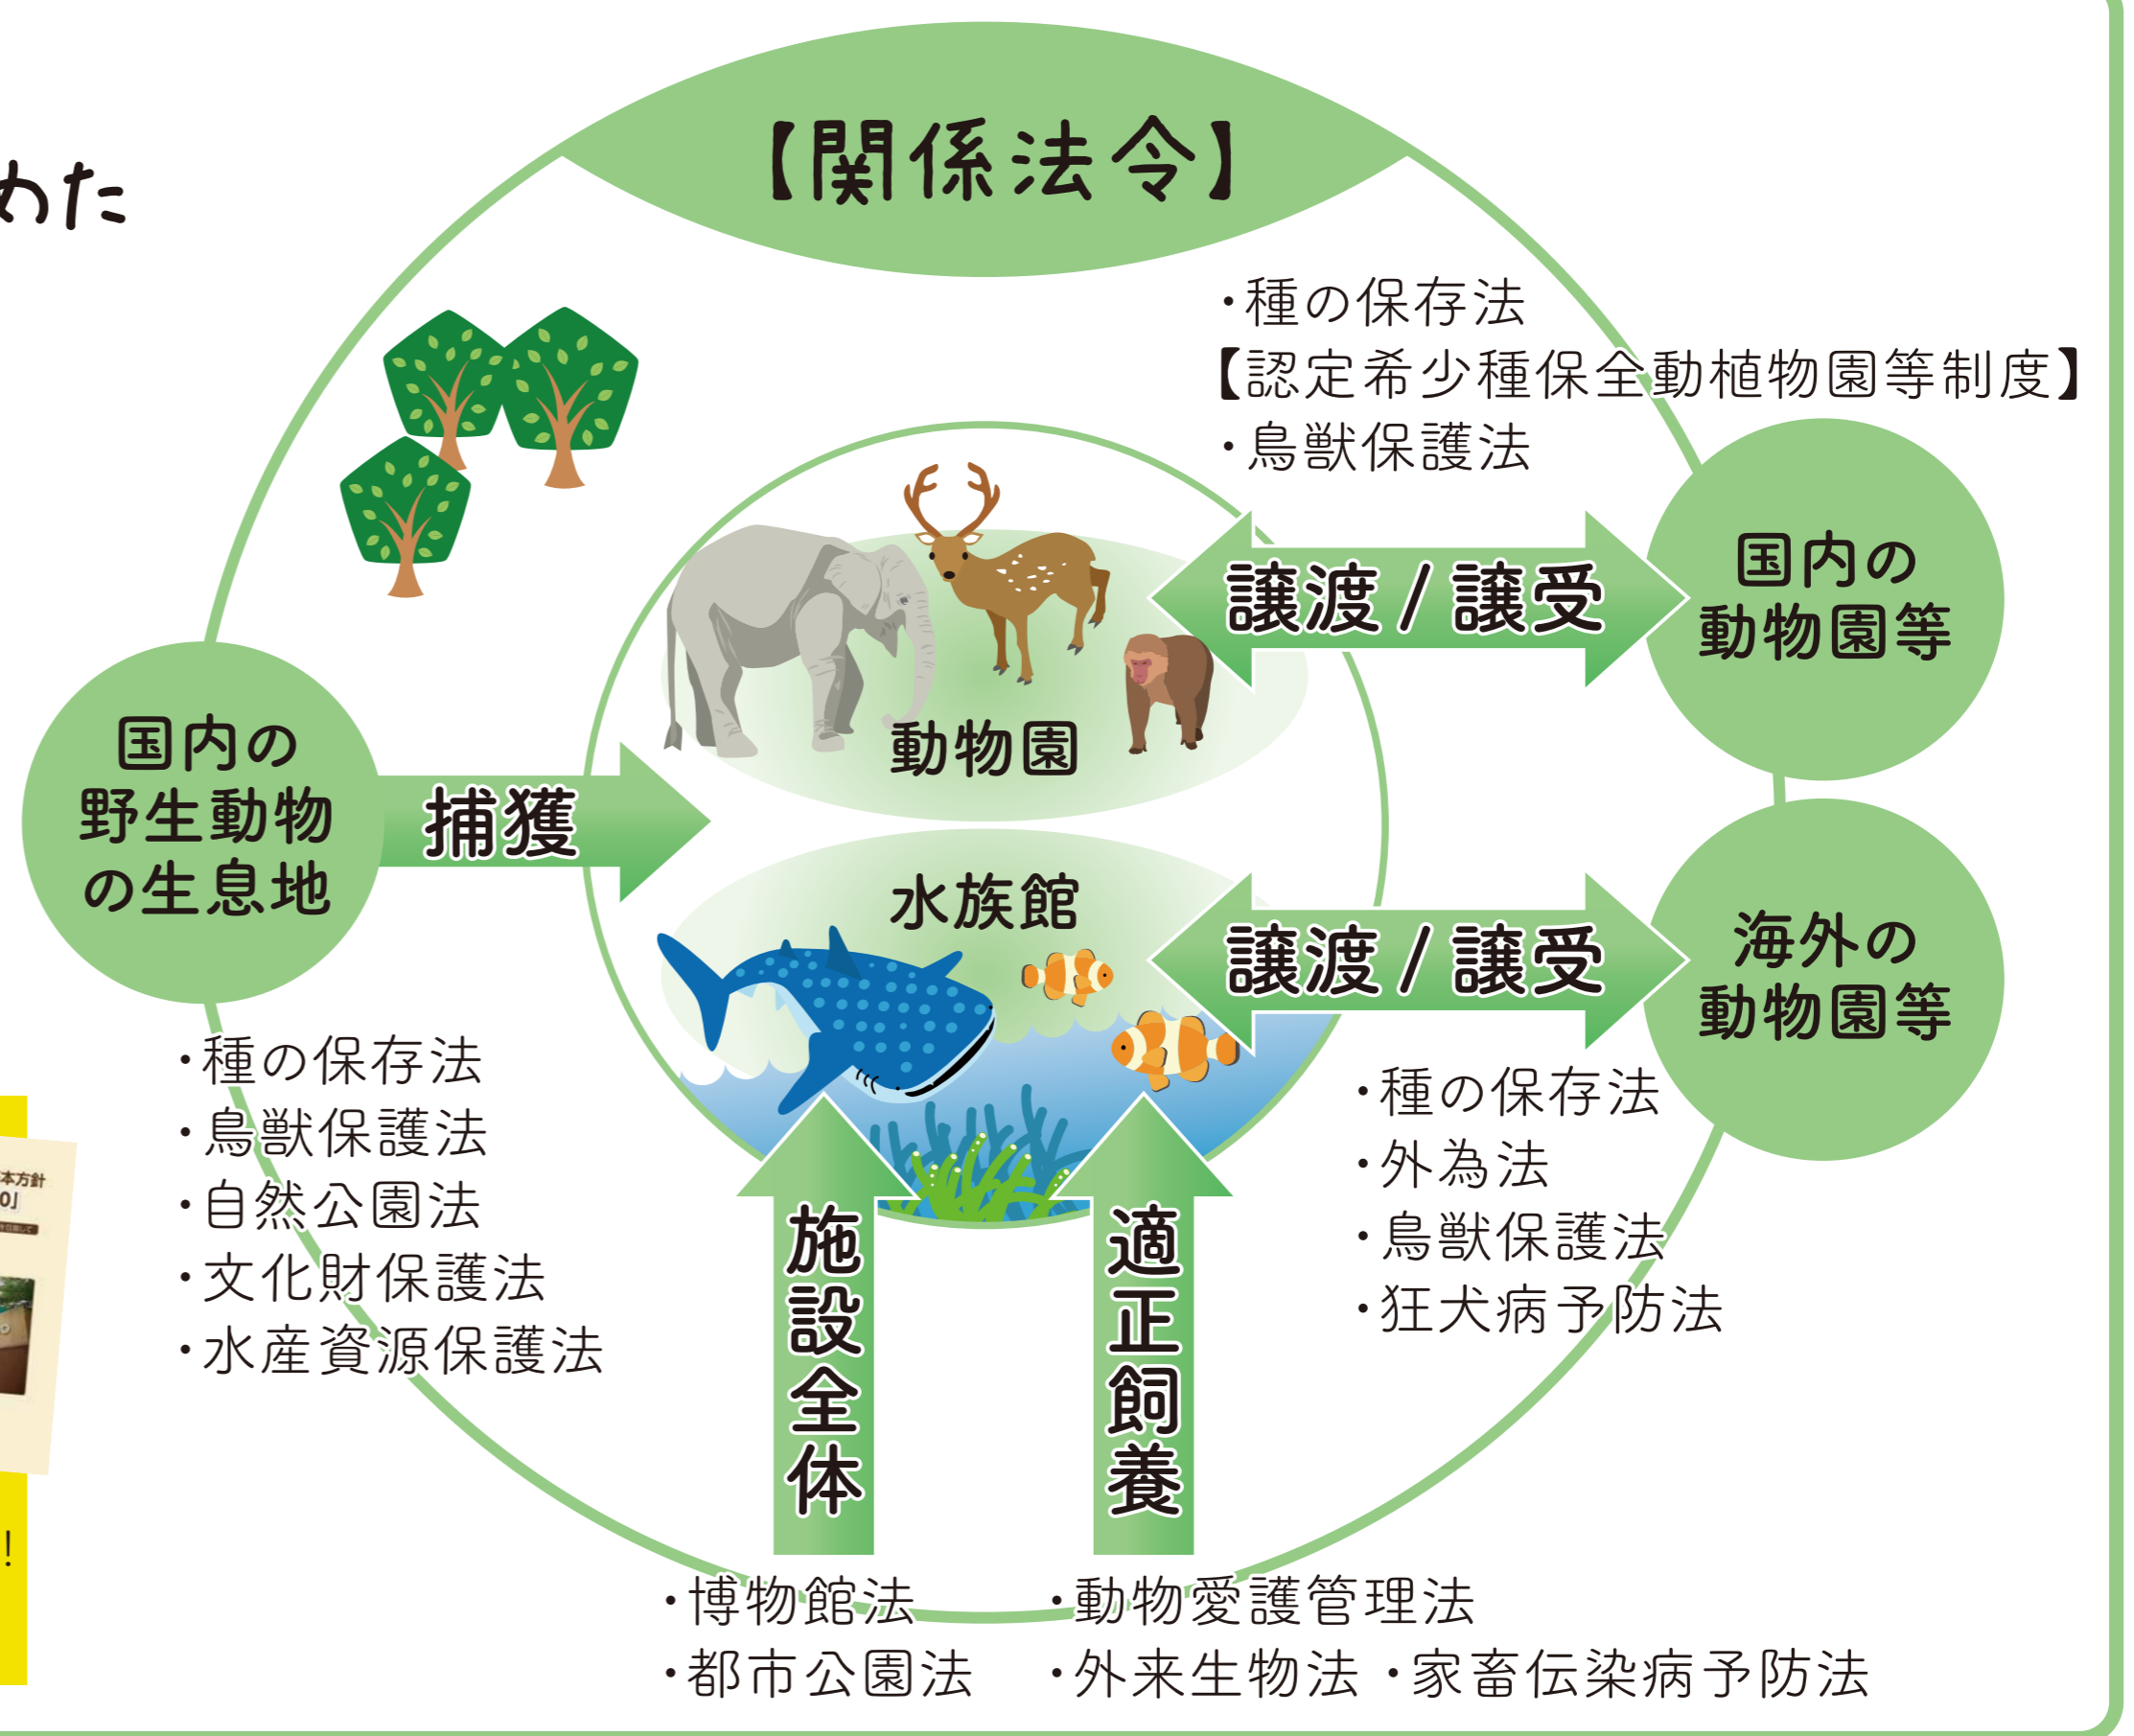 めた
【関係法令】
・種の保存法
【認定希少種保全動植物園等制度】
・鳥獣保護法
譲渡 / 譲受
国内の
動物園等
動物園
国内の
野生動物
の生息地
捕獲
水族館
譲渡 / 譲受
海外の
動物園等
・種の保存法
・鳥獣保護法
・自然公園法
・文化財保護法
・水産資源保護法
・種の保存法
・外為法
・鳥獣保護法
・狂犬病予防法
本方針
0」
!
施設全体
適正飼養
・博物館法
・都市公園法
・動物愛護管理法
・外来生物法 ・家畜伝染病予防法